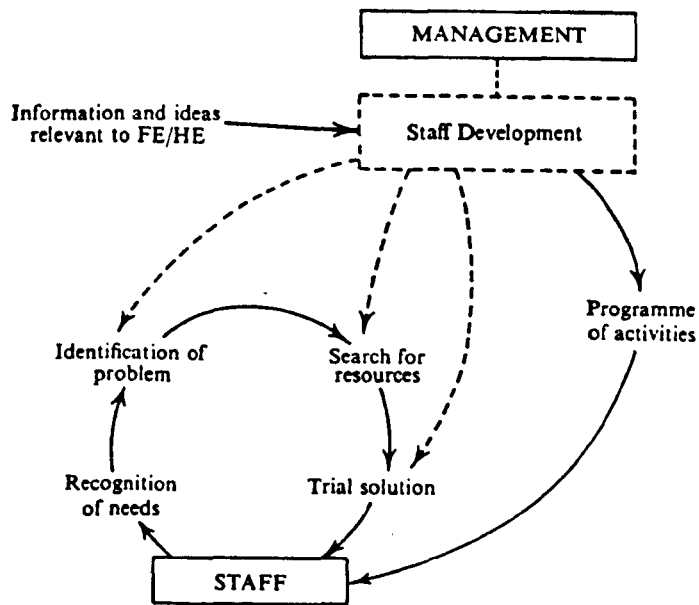 MANAGEMENT
Information and ideas
relevant to FE/HE
Staff Development
Programme
of activities
Identification of
problem
Search for
resources
Recognition
of needs
Trial solution
STAFF